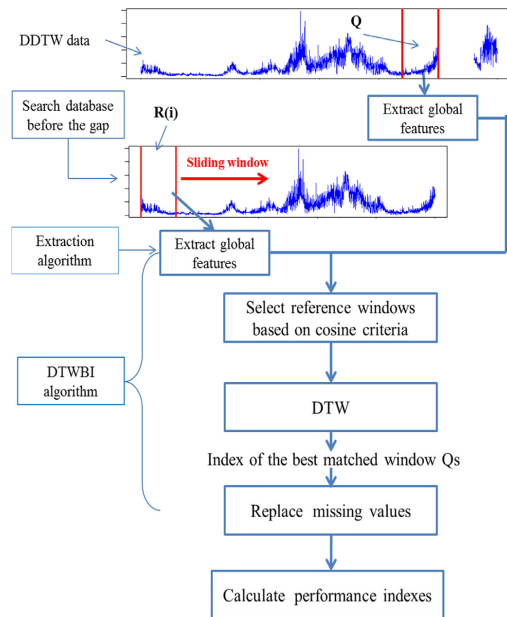 Q
DDTW data
Extract global
features
Search database
before the gap
R(i)
Sliding window
Extraction
algorithm
Extract global
features
Select reference windows
based on cosine criteria
DTWBI
algorithm
DTW
Index of the best matched window Qs
Replace missing values
Calculate performance indexes